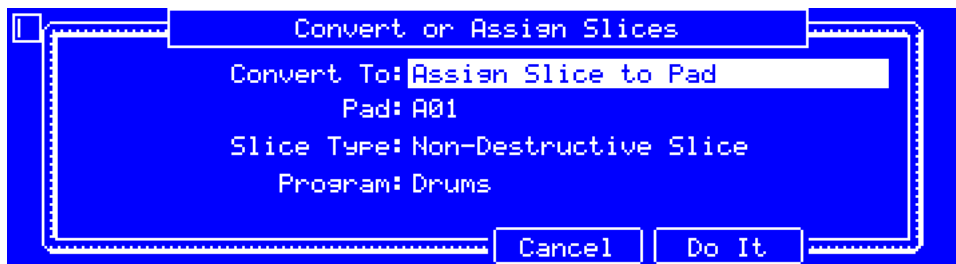 Convert or Assign Slices
Convert To:Assign Slice to Pad
Pad:A01
Slice Type:Non-Destructive Slice
Program:Drums
Cancel Do It